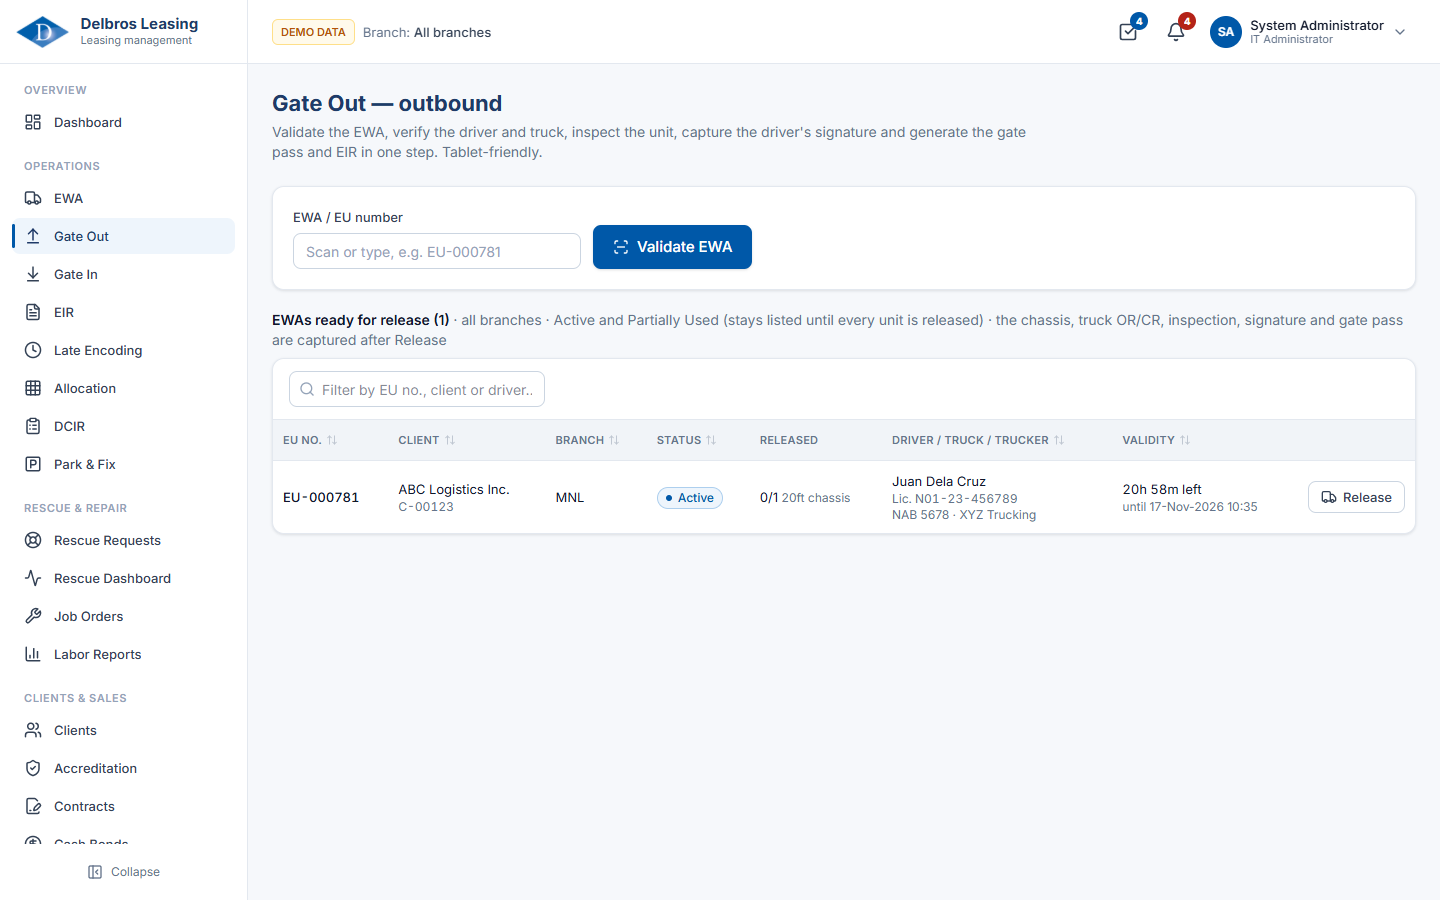 Delbros Leasing
Leasing management
DEMO DATA
Branch: All branches
4
4
SA
System Administrator
IT Administrator
OVERVIEW
Dashboard
OPERATIONS
EWA
Gate Out
Gate In
EIR
Late Encoding
Allocation
DCIR
Park & Fix
RESCUE & REPAIR
Rescue Requests
Rescue Dashboard
Job Orders
Labor Reports
CLIENTS & SALES
Clients
Accreditation
Contracts
Cash Bonds
Collapse
Gate Out — outbound
Validate the EWA, verify the driver and truck, inspect the unit, capture the driver's signature and generate the gate
pass and EIR in one step. Tablet-friendly.
EWA / EU number
Scan or type, e.g. EU-000781
Validate EWA
EWAs ready for release (1) · all branches · Active and Partially Used (stays listed until every unit is released) · the chassis, truck OR/CR, inspection, signature and gate pass
are captured after Release
Filter by EU no., client or driver..
EU NO. CLIENT BRANCH STATUS RELEASED DRIVER / TRUCK / TRUCKER VALIDITY
EU-000781
ABC Logistics Inc.
C-00123
MNL
Active
0/1 20ft chassis
Juan Dela Cruz
Lic. N01-23-456789
NAB 5678 · XYZ Trucking
20h 58m left
until 17-Nov-2026 10:35
Release